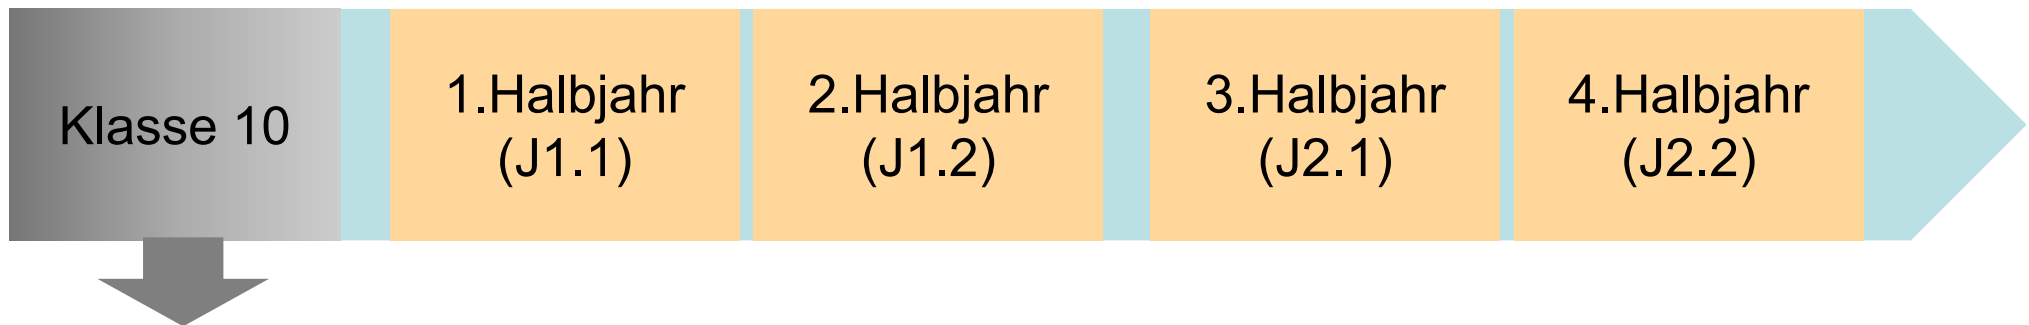 Klasse 10
1.Halbjahr
(J1.1)
2.Halbjahr
(J1.2)
3.Halbjahr
(J2.1)
4.Halbjahr
(J2.2)